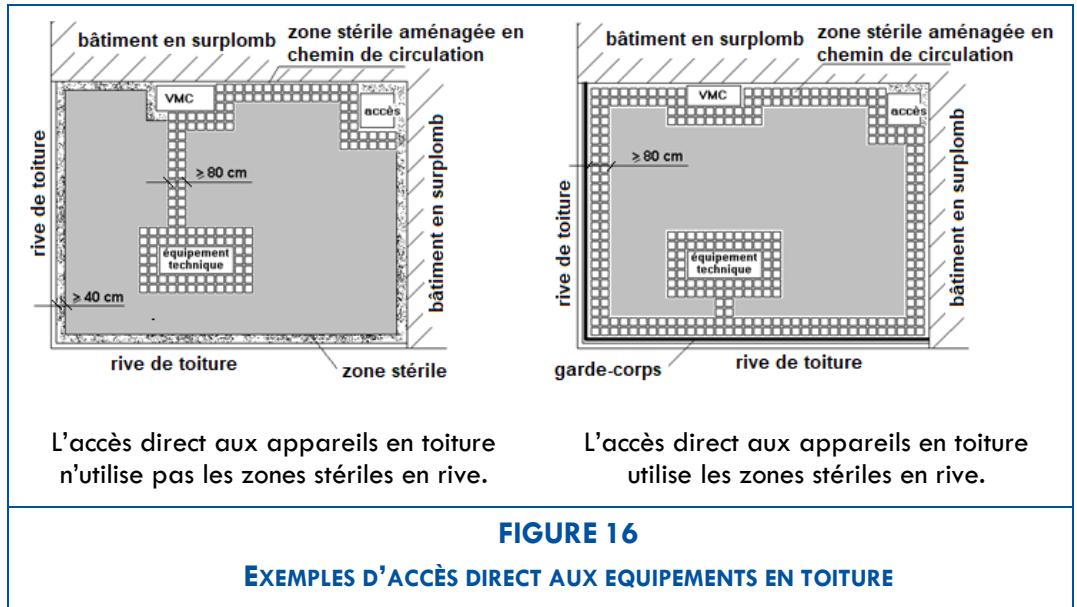 bâtiment en surplomb
zone stérile aménagée en
chemin de circulation
VMC
accès
rive de toiture
≥ 80 cm
bâtiment en surplomb
équipement
technique
≥ 40 cm
rive de toiture
zone stérile
bâtiment en surplomb
zone stérile aménagée en
chemin de circulation
VMC
accès
≥ 80 cm
rive de toiture
bâtiment en surplomb
équipement
technique
garde-corps
rive de toiture
L’accès direct aux appareils en toiture
n’utilise pas les zones stériles en rive.
L’accès direct aux appareils en toiture
utilise les zones stériles en rive.
FIGURE 16
EXEMPLES D’ACCÈS DIRECT AUX EQUIPEMENTS EN TOITURE